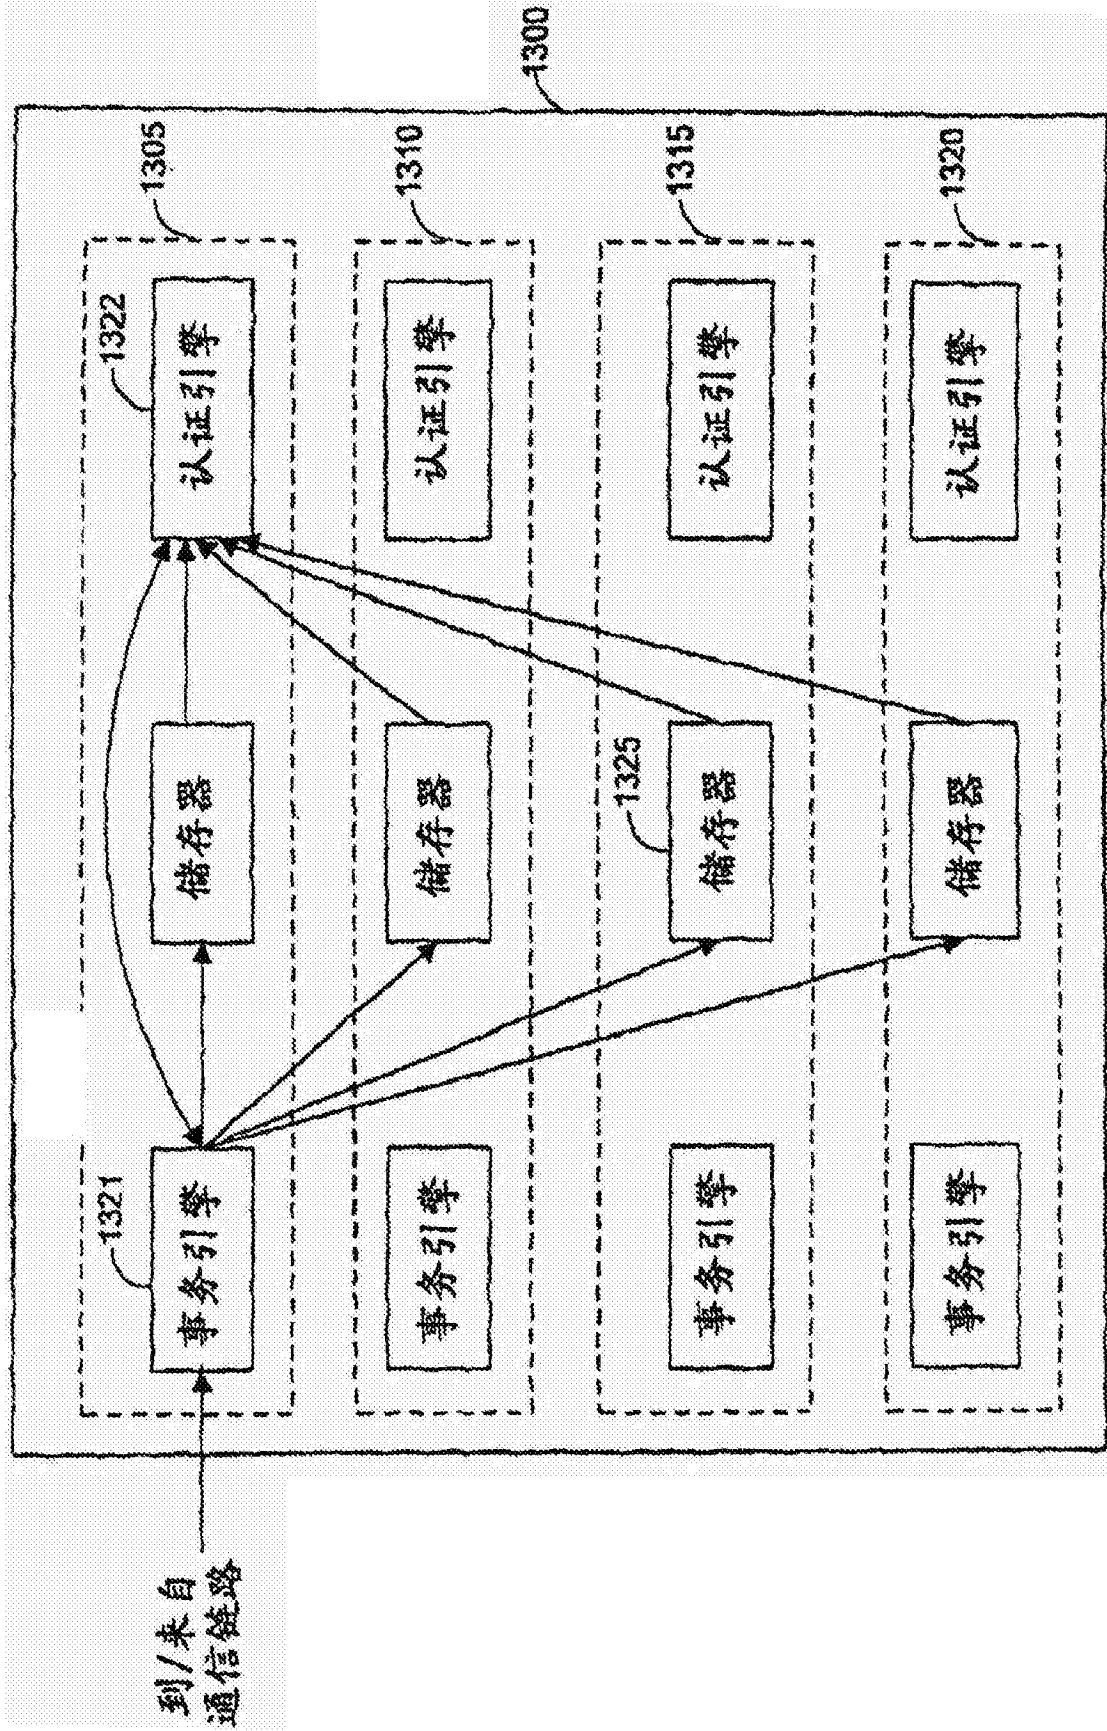 1300
1305
1322
1321
事务引擎
储存器
认证引擎
到/来自
通信链路
1310
事务引擎
储存器
认证引擎
1315
1325
事务引擎
储存器
认证引擎
1320
事务引擎
储存器
认证引擎